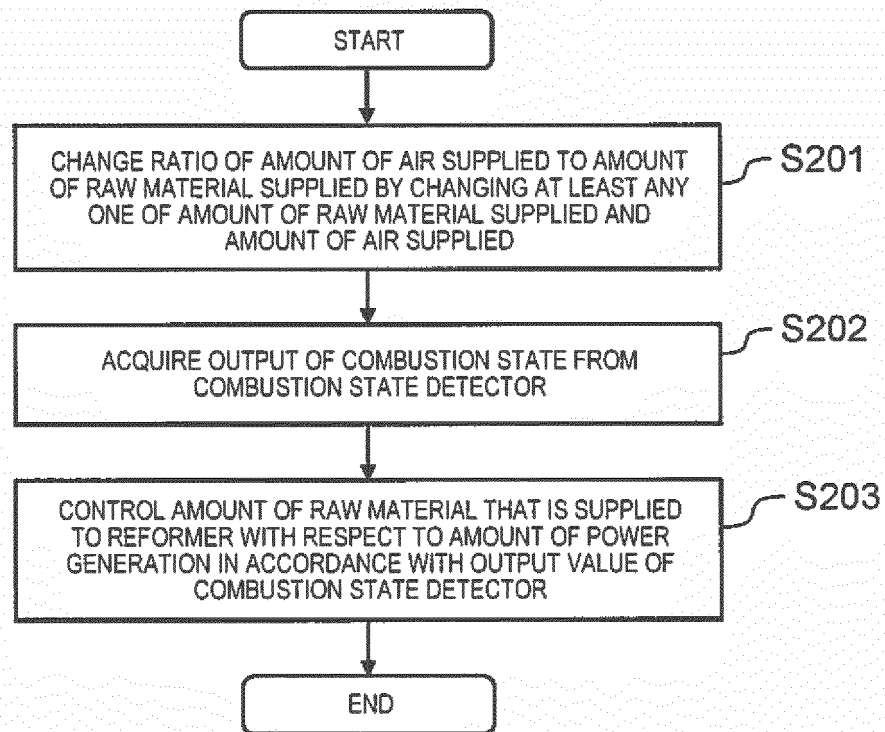 START
CHANGE RATIO OF AMOUNT OF AIR SUPPLIED TO AMOUNT
OF RAW MATERIAL SUPPLIED BY CHANGING AT LEAST ANY
ONE OF AMOUNT OF RAW MATERIAL SUPPLIED AND
AMOUNT OF AIR SUPPLIED
S201
ACQUIRE OUTPUT OF COMBUSTION STATE FROM
COMBUSTION STATE DETECTOR
S202
CONTROL AMOUNT OF RAW MATERIAL THAT IS SUPPLIED
TO REFORMER WITH RESPECT TO AMOUNT OF POWER
GENERATION IN ACCORDANCE WITH OUTPUT VALUE OF
COMBUSTION STATE DETECTOR
S203
END